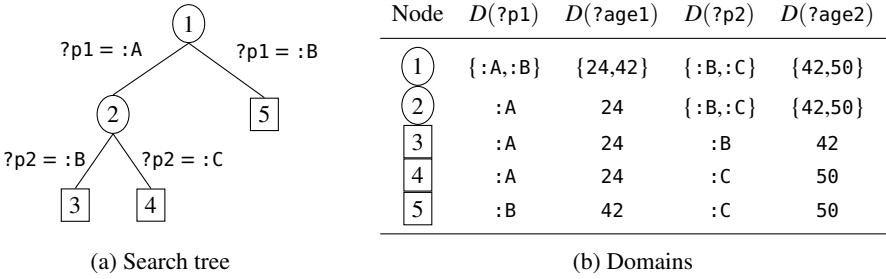 1
?p1 = :A
?p1 = :B
2
5
?p2 = :B
?p2 = :C
3
4
(a) Search tree
Node D(?p1) D(?age1) D(?p2) D(?age2)
1 {:A,:B} {24,42} {:B,:C} {42,50}
2 :A 24 {:B,:C} {42,50}
3 :A 24 :B 42
4 :A 24 :C 50
5 :B 42 :C 50
(b) Domains